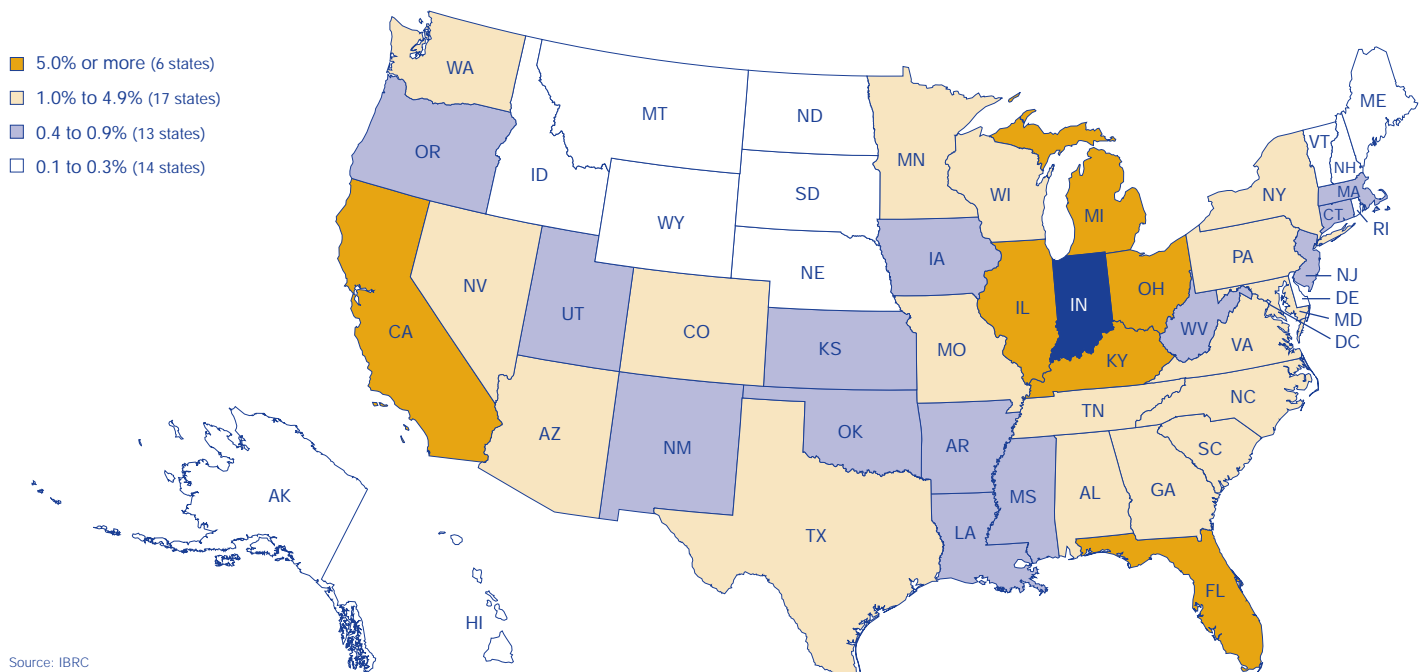 5.0% or more (6 states)
1.0% to 4.9% (17 states)
0.4 to 0.9% (13 states)
0.1 to 0.3% (14 states)
WA
MT
ND
ME
OR
ID
MN
VT
NH
SD
WI
NY
MA
MI
CT.
RI
WY
IA
PA
NE
NJ
NV
OH
DE
IL
IN
UT
MD
CA
CO
WV
DC
KS
MO
VA
KY
NC
TN
AZ
OK
NM
AR
SC
AK
MS
AL
GA
TX
LA
FL
HI
Source: IBRC